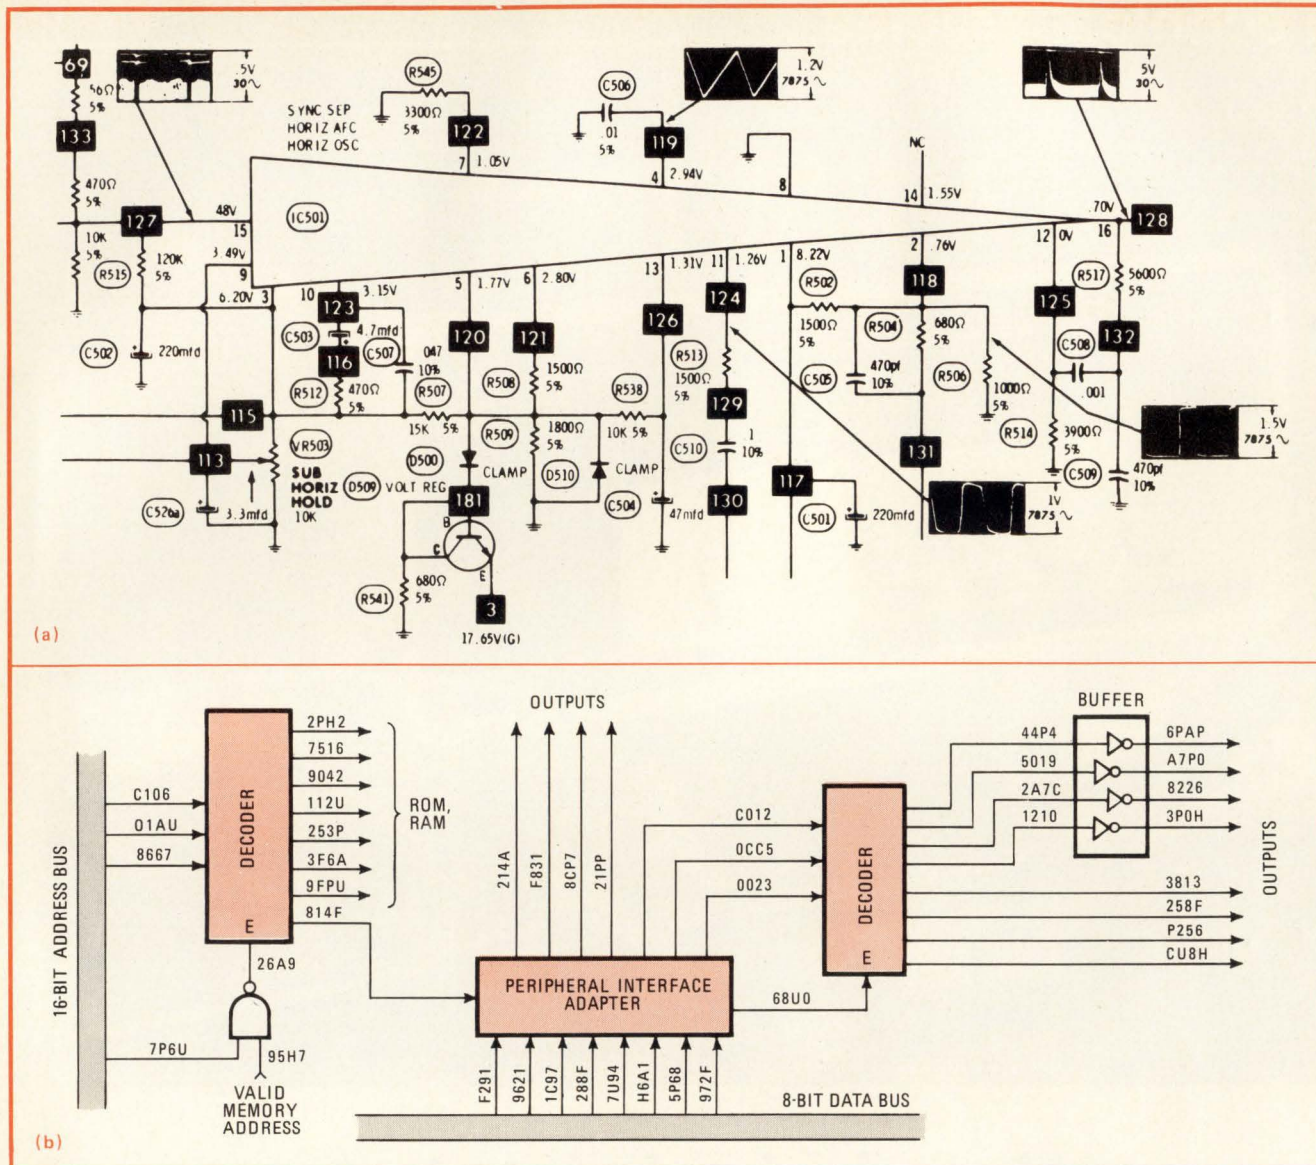 69
56Ω
5%
133
470Ω
5%
10K
5%
.5V
30∿
127
R515
120K
5%
C502
220mfd
SYNC SEP
HORIZ AFC
HORIZ OSC
R545
3300Ω
5%
122
7
1.05V
C506
.01
5%
119
4
2.94V
1.2V
7875∿
8
NC
14
1.55V
5V
30∿
.70V
16
128
48V
15
3.49V
9
6.20V
3
IC501
10
3.15V
123
C503
4.7mfd
116
C507
.047
10%
R512
470Ω
5%
R507
15K 5%
5
1.77V
120
6
2.80V
121
R508
1500Ω
5%
R509
1800Ω
5%
R538
10K 5%
13
1.31V
126
11
1.26V
124
R513
1500Ω
5%
129
C510
.1
10%
130
1
8.22V
R502
1500Ω
5%
C505
470pf
10%
R504
680Ω
5%
2
.76V
118
R506
1000Ω
5%
131
117
C501
220mfd
12
0V
125
R517
5600Ω
5%
132
C508
.001
R514
3900Ω
5%
C509
470pf
10%
1.5V
7875∿
1V
7875∿
115
113
VR503
SUB
HORIZ
HOLD
10K
C526a
3.3mfd
D500
CLAMP
D510
CLAMP
D509
VOLT REG
181
B
C
E
R541
680Ω
5%
3
17.65V(G)
C504
47mfd
(a)
16-BIT ADDRESS BUS
C106
01AU
8667
DECODER
E
2PH2
7516
9042
112U
253P
3F6A
9FPU
814F
ROM,
RAM
26A9
7P6U
95H7
VALID
MEMORY
ADDRESS
OUTPUTS
214A
F831
8CP7
21PP
C012
0CC5
0023
PERIPHERAL INTERFACE
ADAPTER
68U0
F291
9621
1C97
288F
7U94
H6A1
5P68
972F
8-BIT DATA BUS
DECODER
E
BUFFER
44P4
5019
2A7C
1210
6PAP
A7P0
8226
3P0H
3813
258F
P256
CU8H
OUTPUTS
(b)